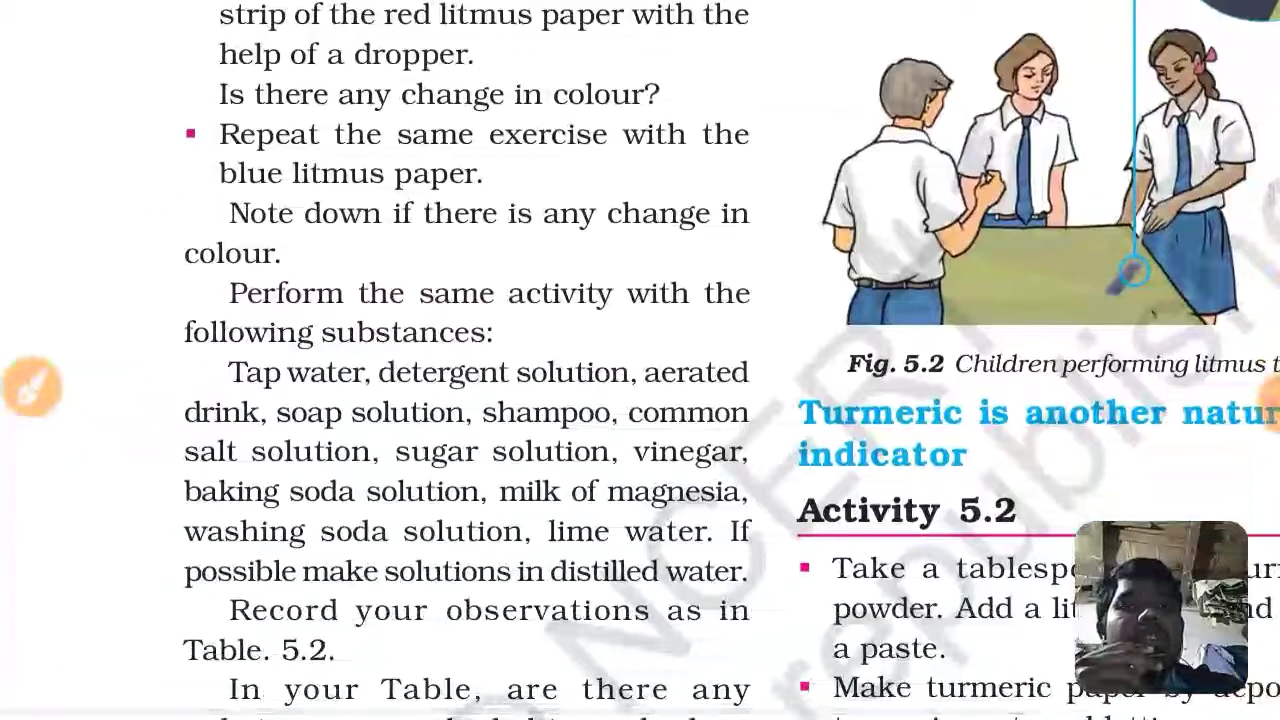 strip of the red litmus paper with the
help of a dropper.
Is there any change in colour?
▪ Repeat the same exercise with the
blue litmus paper.
Note down if there is any change in
colour.
Perform the same activity with the
following substances:
Tap water, detergent solution, aerated
drink, soap solution, shampoo, common
salt solution, sugar solution, vinegar,
baking soda solution, milk of magnesia,
washing soda solution, lime water. If
possible make solutions in distilled water.
Record your observations as in
Table. 5.2.
In your Table, are there any
Fig. 5.2 Children performing litmus t
Turmeric is another natur
indicator
Activity 5.2
▪ Take a tablesp
powder. Add a lit
a paste.
▪ Make turmeric paper by depo
NCERT